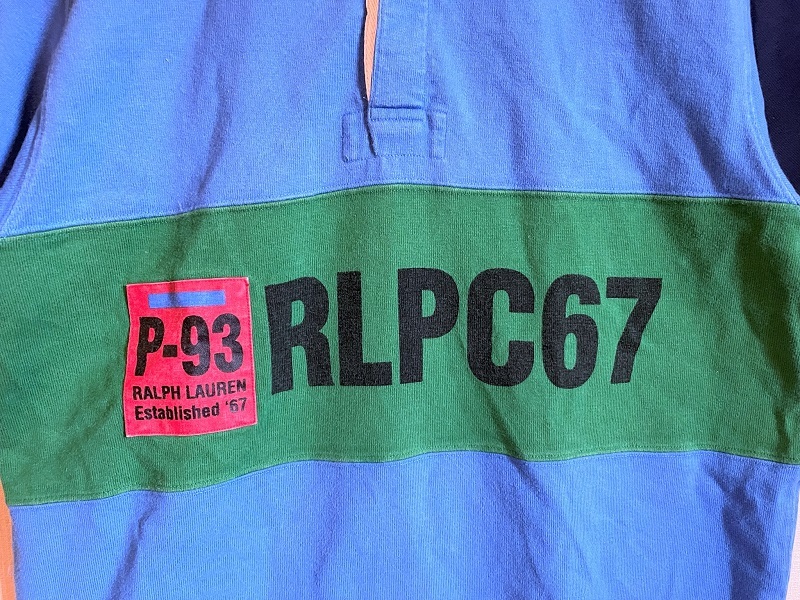 P-93
RALPH LAUREN
Established '67
RLPC67